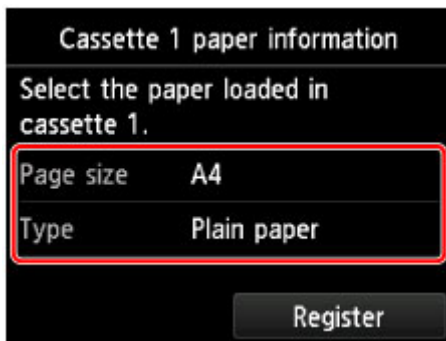 Cassette 1 paper information
Select the paper loaded in
cassette 1.
Page size A4
Type Plain paper
Register